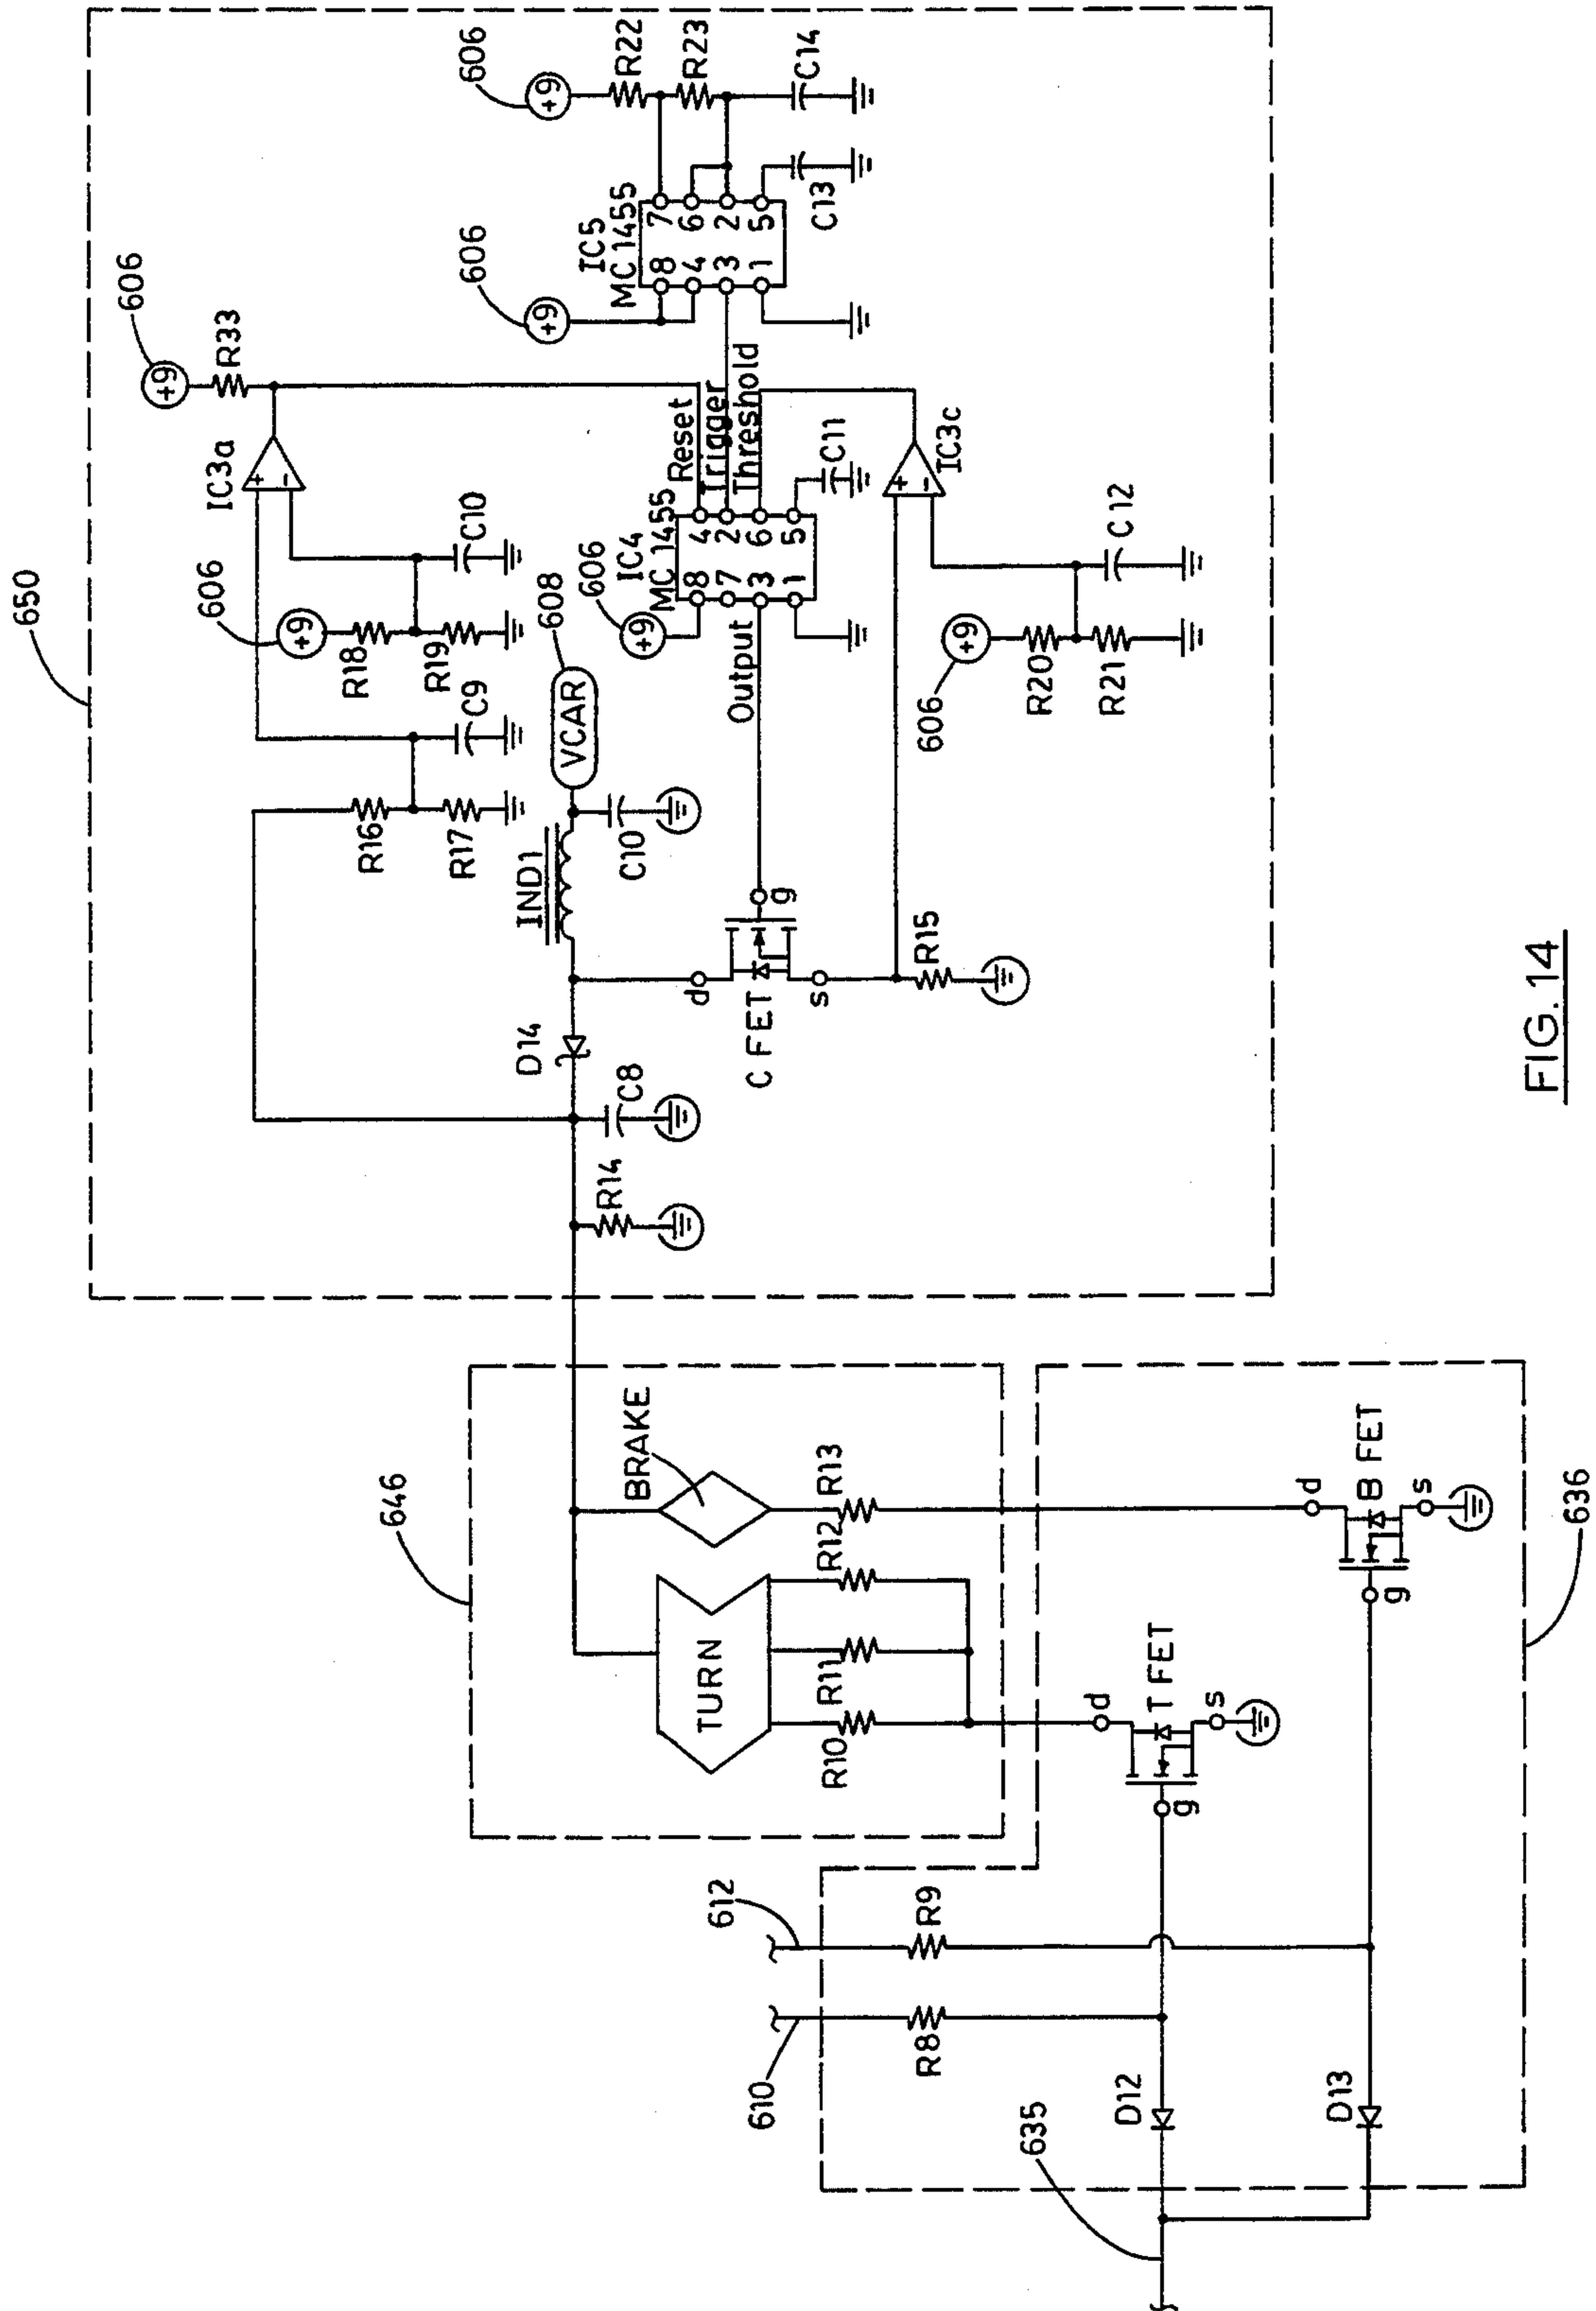 650
606
+9
R33
IC3a
+
-
606
+9
R18
R19
C10
R16
R17
C9
606
+9
606
+9
R22
R23
IC5
MC 1455
8
4
3
1
7
6
2
5
C13
C14
608
VCAR
IND1
C10
606
+9
IC4
MC 1455
8
7
3
1
4
2
6
5
Reset
Trigger
Threshold
Output
C11
IC3c
+
-
D14
C8
R14
C FET
d
g
s
R15
606
+9
R20
R21
C12
646
BRAKE
TURN
R10
R11
R12
R13
612
610
R9
R8
635
D12
D13
T FET
d
g
s
B FET
d
g
s
636
FIG. 14